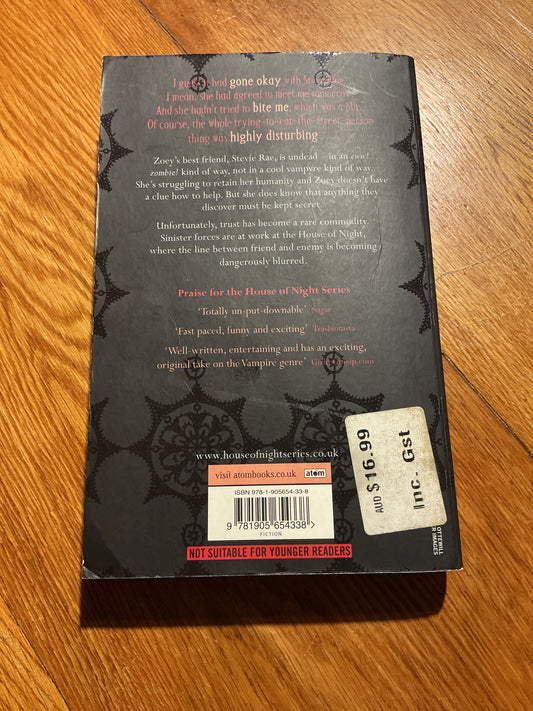 I guess it had gone okay with Stevie Rae.
I mean, she had agreed to meet me tomorrow.
And she hadn't tried to bite me, which was a plus.
Of course, the whole trying-to-eat-the-street-person
thing was highly disturbing
Zoey's best friend, Stevie Rae, is undead – in an eww!
zombie! kind of way, not in a cool vampyre kind of way.
She's struggling to retain her humanity and Zoey doesn't have
a clue how to help. But she does know that anything they
discover must be kept secret.
Unfortunately, trust has become a rare commodity.
Sinister forces are at work at the House of Night,
where the line between friend and enemy is becoming
dangerously blurred.
Praise for the House of Night Series
'Totally un-put-downable' Sugar
'Fast paced, funny and exciting' Trashionista
'Well-written, entertaining and has an exciting,
original take on the Vampire genre'
www.houseofnightseries.co.uk
visit atombooks.co.uk atom
ISBN 978-1-905654-33-8
9 781905 654338 >
FICTION
NOT SUITABLE FOR YOUNGER READERS
AUD $16.99
Inc. Gst
OTTEWILL
R IMAGES